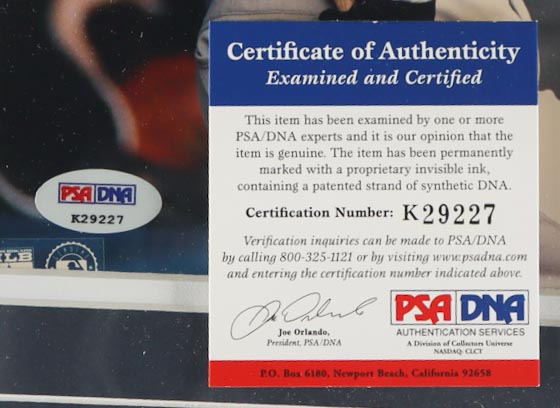 Certificate of Authenticity
Examined and Certified
This item has been examined by one or more
PSA/DNA experts and it is our opinion that the
item is genuine. The item has been permanently
marked with a proprietary invisible ink,
containing a patented strand of synthetic DNA.
Certification Number: K29227
Verification inquiries can be made to PSA/DNA
by calling 800-325-1121 or by visiting www.psadna.com
and entering the certification number indicated above.
Joe Orlando,
President, PSA/DNA
PSA DNA
AUTHENTICATION SERVICES
A Division of Collectors Universe
NASDAQ: CLCT
P.O. Box 6180, Newport Beach, California 92658
PSA DNA
K29227